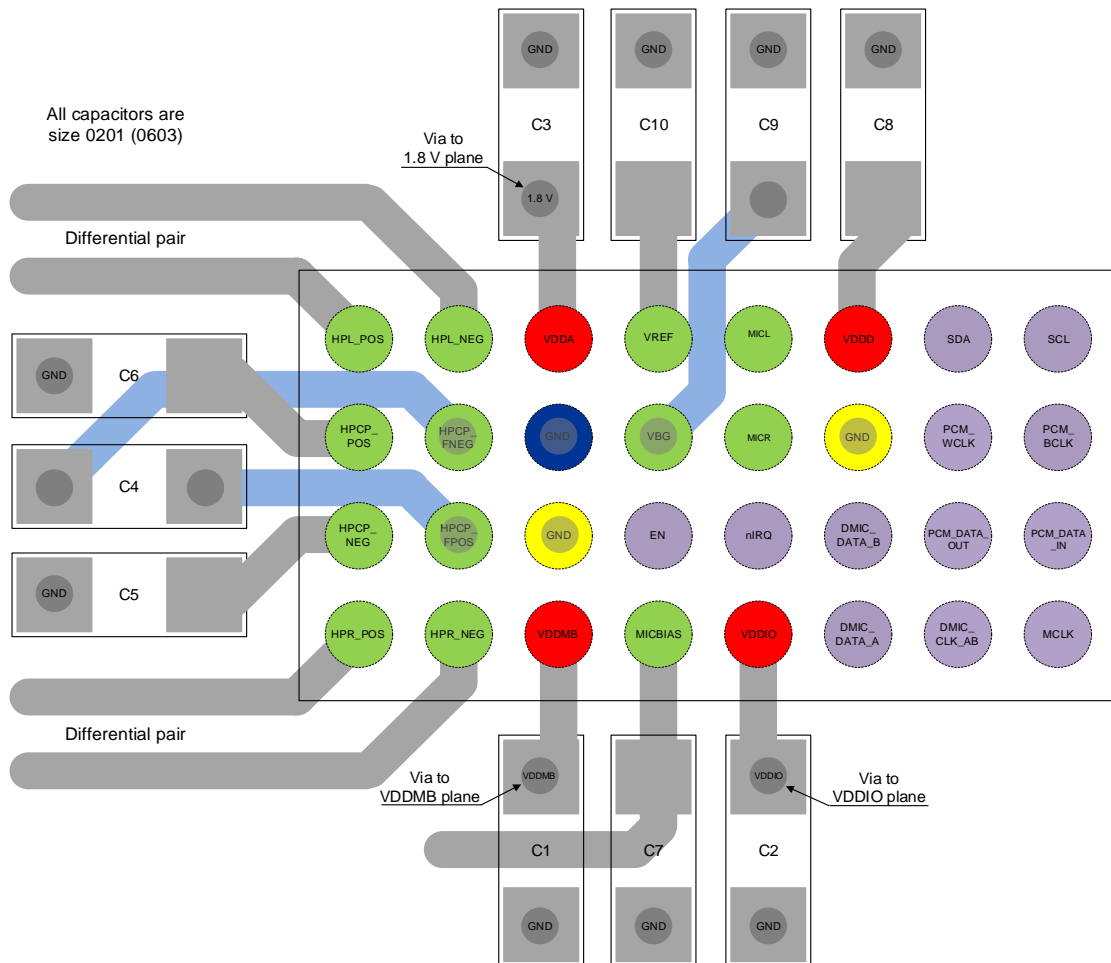 GND
GND
GND
GND
All capacitors are
size 0201 (0603)
C3
C10
C9
C8
Via to
1.8 V plane
1.8 V
Differential pair
HPL_POS
HPL_NEG
VDDA
VREF
MICL
VDDD
SDA
SCL
GND
C6
HPCP_
POS
HPCP_
FNEG
GND
VBG
MICR
GND
PCM_
WCLK
PCM_
BCLK
C4
HPCP_
NEG
HPCP_
FPOS
GND
EN
nIRQ
DMIC_
DATA_B
PCM_DATA_
OUT
PCM_DATA
_IN
GND
C5
HPR_POS
HPR_NEG
VDDMB
MICBIAS
VDDIO
DMIC_
DATA_A
DMIC_
CLK_AB
MCLK
Differential pair
Via to
VDDMB plane
VDDMB
VDDIO
Via to
VDDIO plane
C1
C7
C2
GND
GND
GND